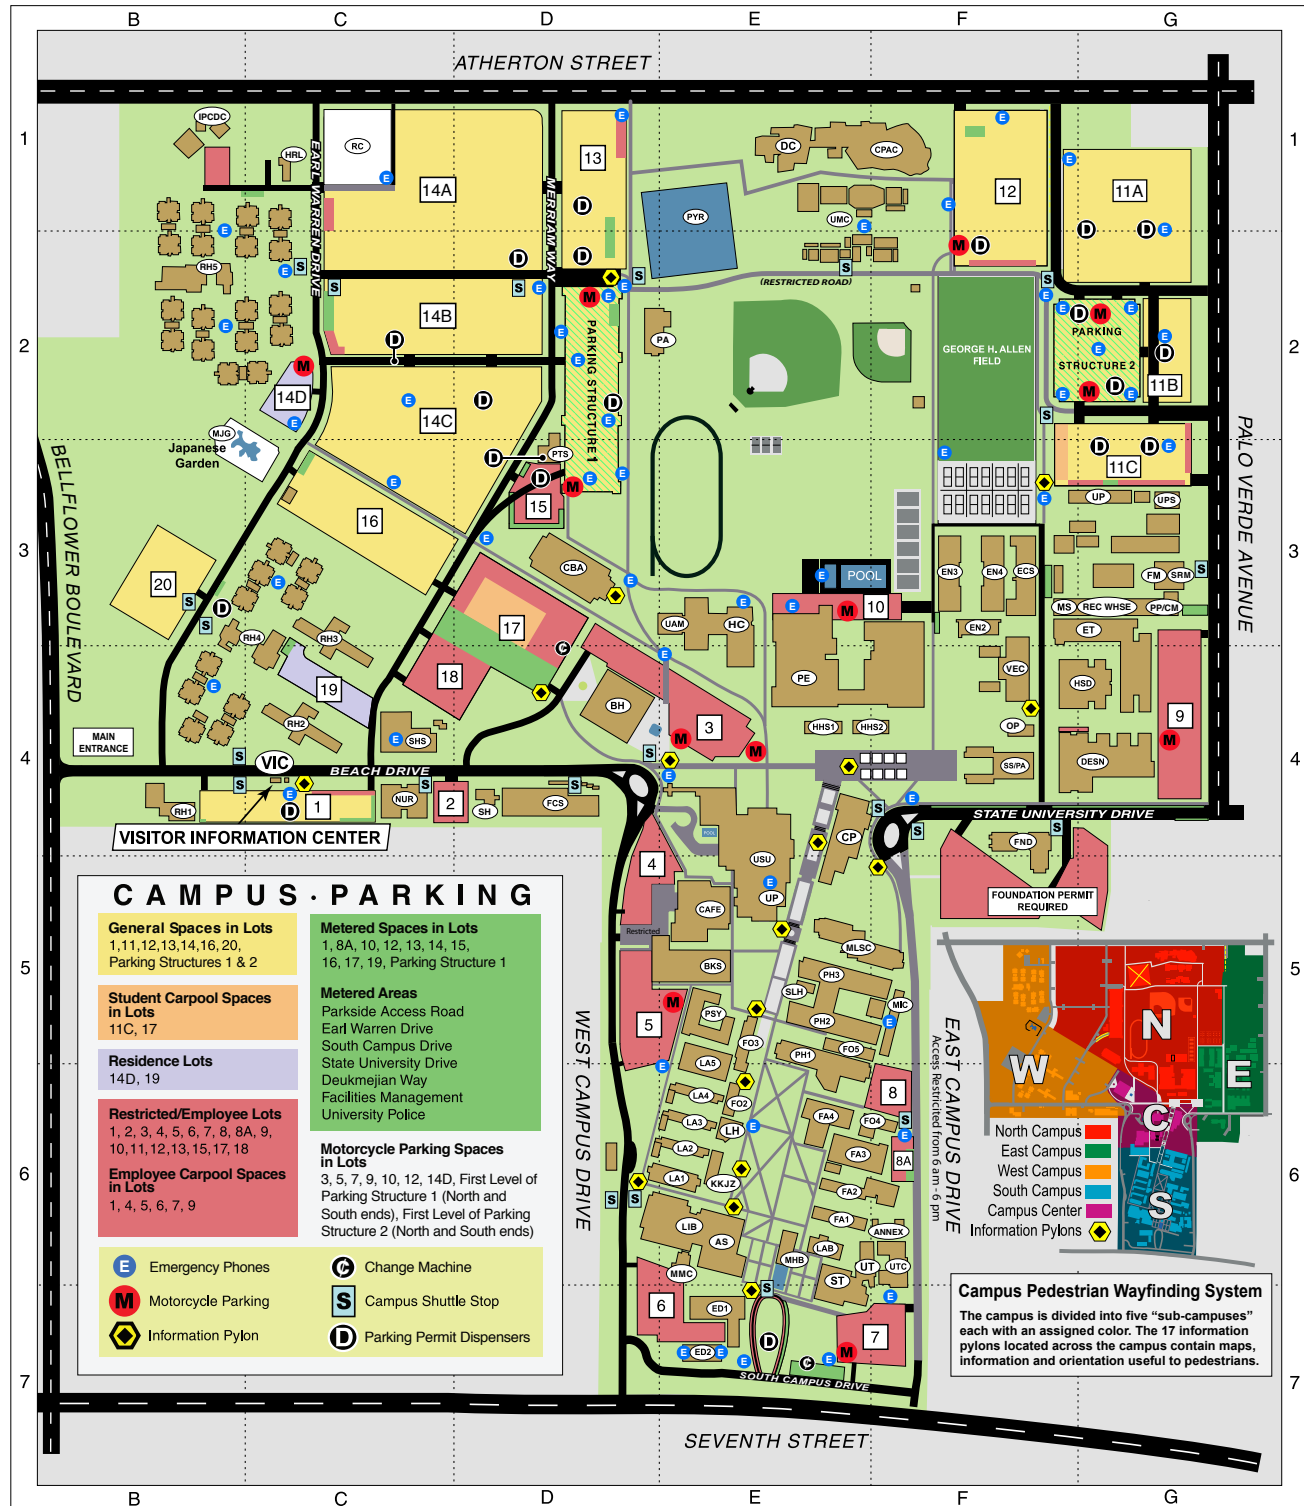 B C D E F G
ATHERTON STREET
1 1
IPCDC
HRL
RC
EARL WARREN DRIVE
14A
MERRIAM WAY
13
DC
CPAC
PYR
UMC
12
11A
RH5
(RESTRICTED ROAD)
14B
PARKING STRUCTURE 1
PA
GEORGE H. ALLEN
FIELD
PARKING
STRUCTURE 2
11B
2 2
14D
14C
MJG
Japanese
Garden
PTS
11C
PALO VERDE AVENUE
BELLFLOWER BOULEVARD
16
15
UP
UPS
3 3
20
CBA
POOL
EN3
EN4
ECS
FM
SRM
10
MS
REC WHSE
PP/CM
RH4
RH3
17
UAM
HC
EN2
ET
18
19
BH
PE
VEC
HSD
9
3
RH2
SHS
HHS1
HHS2
OP
MAIN
ENTRANCE
4 4
VIC
BEACH DRIVE
SS/PA
DESN
RH1
1
NUR
2
SH
FCS
STATE UNIVERSITY DRIVE
VISITOR INFORMATION CENTER
POOL
CP
FND
4
USU
UP
FOUNDATION PERMIT
REQUIRED
CAFE
Restricted
MLSC
5 5
BKS
PH3
SLH
MIC
5
PSY
PH2
FO3
FO5
LA5
PH1
WEST CAMPUS DRIVE
EAST CAMPUS DRIVE
Access Restricted from 6 am - 6 pm
LA4
FO2
8
LA3
LH
FA4
FO4
LA2
FA3
8A
6 6
LA1
KKJZ
FA2
LIB
AS
FA1
ANNEX
LAB
MHB
UT
UTC
MMC
ST
6
ED1
7
ED2
SOUTH CAMPUS DRIVE
7 7
SEVENTH STREET
CAMPUS · PARKING
General Spaces in Lots
1,11,12,13,14,16, 20,
Parking Structures 1 & 2
Student Carpool Spaces
in Lots
11C, 17
Residence Lots
14D, 19
Restricted/Employee Lots
1, 2, 3, 4, 5, 6, 7, 8, 8A, 9,
10,11,12,13,15,17, 18
Employee Carpool Spaces
in Lots
1, 4, 5, 6, 7, 9
Metered Spaces in Lots
1, 8A, 10, 12, 13, 14, 15,
16, 17, 19, Parking Structure 1
Metered Areas
Parkside Access Road
Earl Warren Drive
South Campus Drive
State University Drive
Deukmejian Way
Facilities Management
University Police
Motorcycle Parking Spaces
in Lots
3, 5, 7, 9, 10, 12, 14D, First Level of
Parking Structure 1 (North and
South ends), First Level of Parking
Structure 2 (North and South ends)
E Emergency Phones
M Motorcycle Parking
Information Pylon
¢ Change Machine
S Campus Shuttle Stop
D Parking Permit Dispensers
N
W
E
C
S
North Campus
East Campus
West Campus
South Campus
Campus Center
Information Pylons
Campus Pedestrian Wayfinding System
The campus is divided into five “sub-campuses”
each with an assigned color. The 17 information
pylons located across the campus contain maps,
information and orientation useful to pedestrians.
B C D E F G